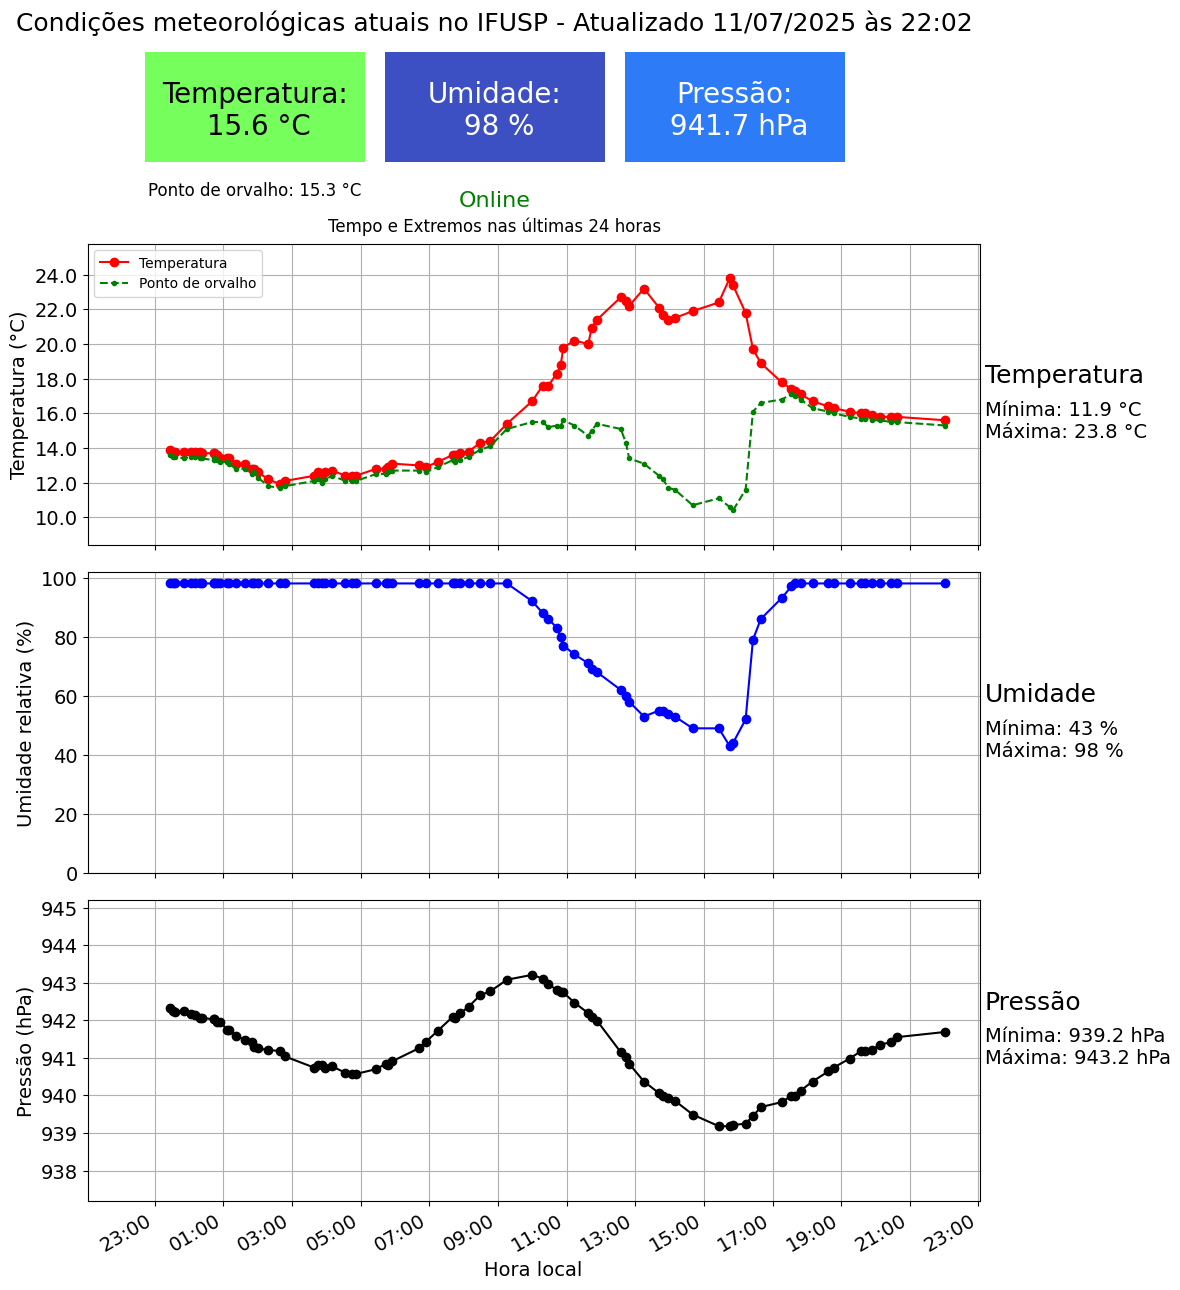 Condições meteorológicas atuais no IFUSP - Atualizado 11/07/2025 às 22:02
Temperatura:
15.6 °C
Umidade:
98 %
Pressão:
941.7 hPa
Ponto de orvalho: 15.3 °C
Online
Tempo e Extremos nas últimas 24 horas
Temperatura
Ponto de orvalho
Temperatura (°C)
24.0
22.0
20.0
18.0
16.0
14.0
12.0
10.0
Temperatura
Mínima: 11.9 °C
Máxima: 23.8 °C
Umidade relativa (%)
100
80
60
40
20
0
Umidade
Mínima: 43 %
Máxima: 98 %
Pressão (hPa)
945
944
943
942
941
940
939
938
Pressão
Mínima: 939.2 hPa
Máxima: 943.2 hPa
23:00 01:00 03:00 05:00 07:00 09:00 11:00 13:00 15:00 17:00 19:00 21:00 23:00
Hora local